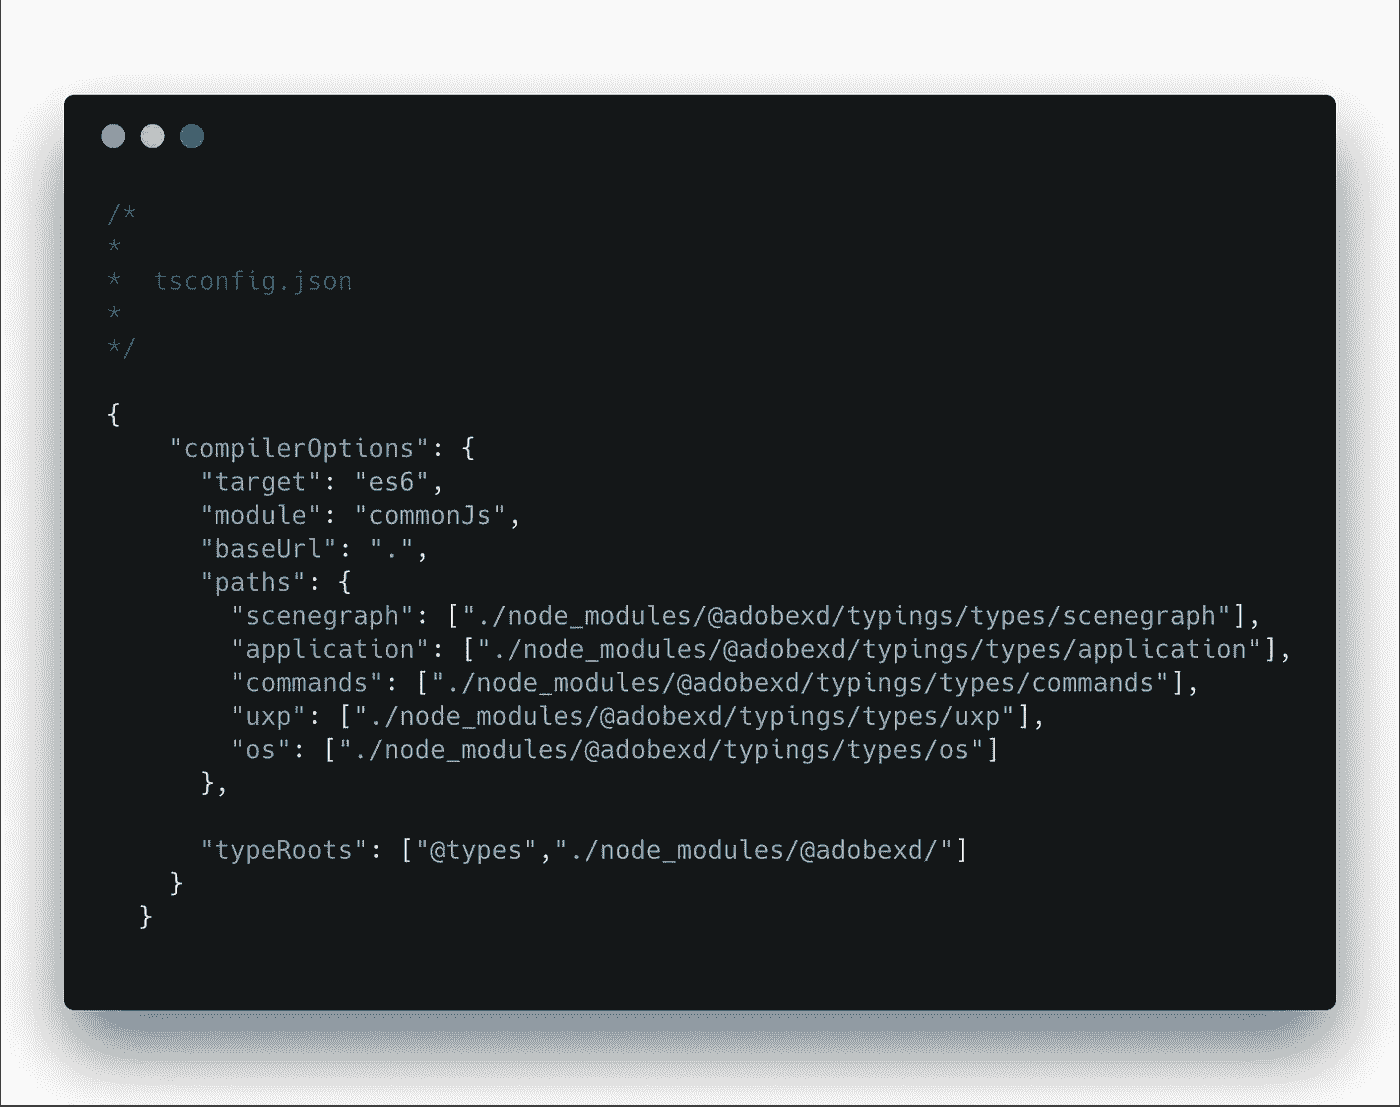 /*
*
*  tsconfig.json
*
*/
{
    "compilerOptions": {
      "target": "es6",
      "module": "commonJs",
      "baseUrl": ".",
      "paths": {
        "scenegraph": ["./node_modules/@adobexd/typings/types/scenegraph"],
        "application": ["./node_modules/@adobexd/typings/types/application"],
        "commands": ["./node_modules/@adobexd/typings/types/commands"],
        "uxp": ["./node_modules/@adobexd/typings/types/uxp"],
        "os": ["./node_modules/@adobexd/typings/types/os"]
      },
      "typeRoots": ["@types","./node_modules/@adobexd/"]
    }
  }